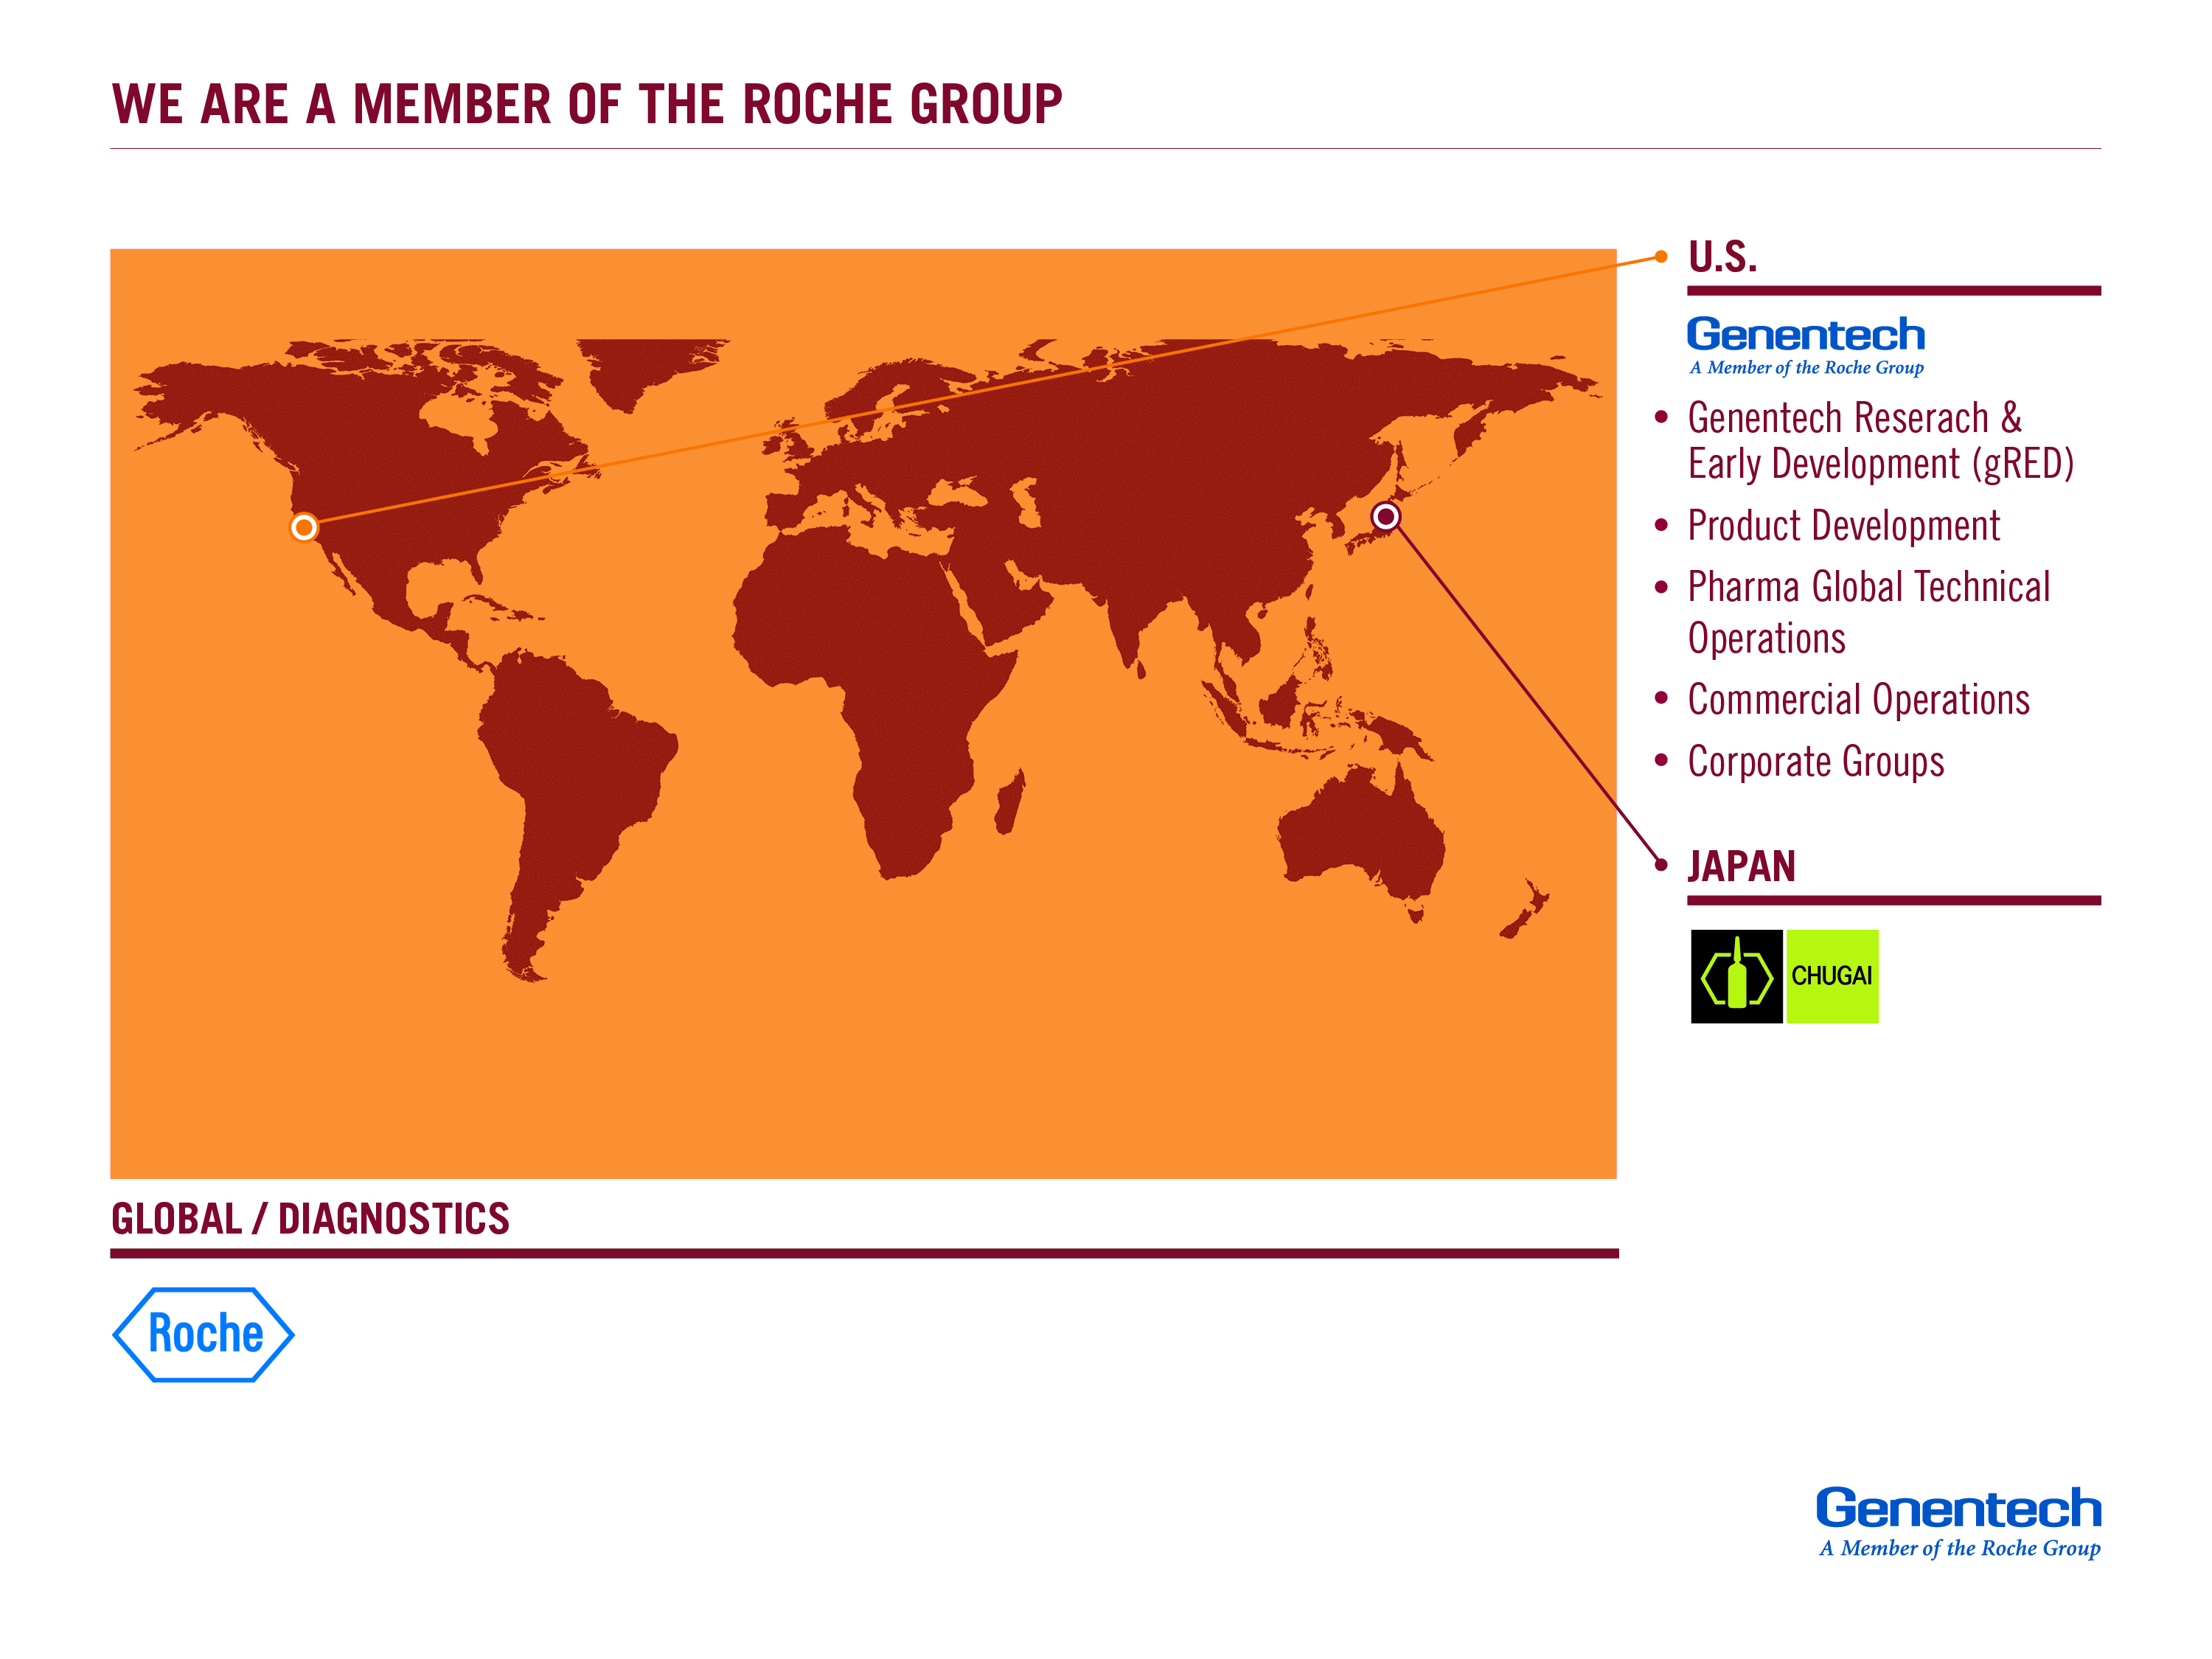 WE ARE A MEMBER OF THE ROCHE GROUP
U.S.
Genentech
A Member of the Roche Group
• Genentech Reserach &
Early Development (gRED)
• Product Development
• Pharma Global Technical
Operations
• Commercial Operations
• Corporate Groups
JAPAN
CHUGAI
GLOBAL / DIAGNOSTICS
Roche
Genentech
A Member of the Roche Group